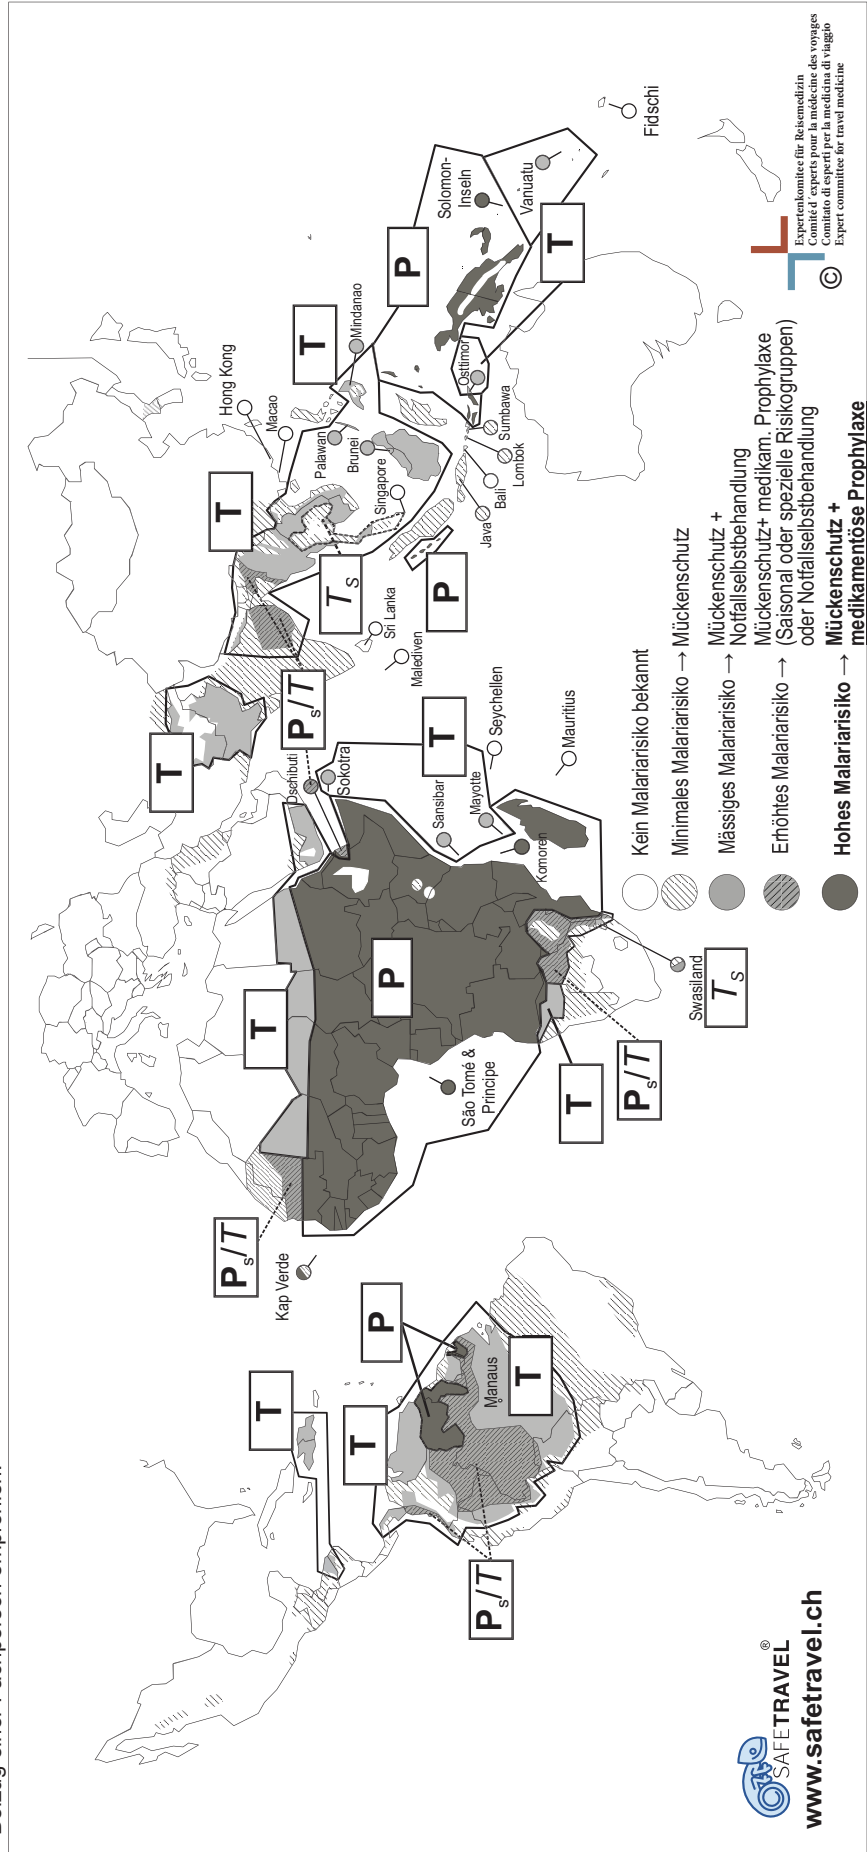 T
Hong Kong
Macao
T
Mindanao
P
Solomon-
Inseln
Vanuatu
T
Fidschi
Palawan
Brunei
Singapore
Osttimor
Sumbawa
Lombok
Bali
Java
T
P
T S
Sri Lanka
Malediven
Ps/T
T
Dschibuti
Sokotra
T
Seychellen
Mauritius
Sansibar
Mayotte
Komoren
T
P
Ps/T
Kap Verde
São Tomé &
Principe
T
Ps/T
Swasiland
T S
T
T
P
Manaus
T
Ps/T
Kein Malariarisiko bekannt
Minimales Malariarisiko → Mückenschutz
Mässiges Malariarisiko → Mückenschutz +
Notfallselbstbehandlung
Erhöhtes Malariarisiko → Mückenschutz+ medikam. Prophylaxe
(Saisonal oder spezielle Risikogruppen)
oder Notfallselbstbehandlung
Hohes Malariarisiko → Mückenschutz +
medikamentöse Prophylaxe
Expertenkomitee für Reisemedizin
Comité d'experts pour la médecine des voyages
Comitato di esperti per la medicina di viaggio
Expert committee for travel medicine
©
SAFETRAVEL ®
www.safetravel.ch